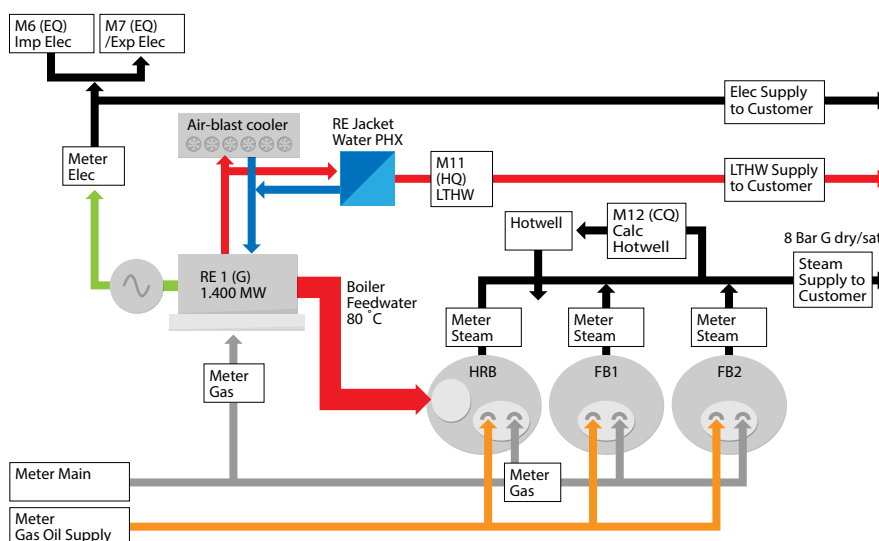 M6 (EQ)
Imp Elec
M7 (EQ)
/Exp Elec
Elec Supply
to Customer
Air-blast cooler
RE Jacket
Water PHX
Meter
Elec
M11
(HQ)
LTHW
LTHW Supply
to Customer
Hotwell
M12 (CQ)
Calc
Hotwell
8 Bar G dry/sat
Steam
Supply to
Customer
RE 1 (G)
1.400 MW
Boiler
Feedwater
80 °C
Meter
Steam
Meter
Steam
Meter
Steam
HRB
FB1
FB2
Meter
Gas
Meter Main
Meter
Gas
Meter
Gas Oil Supply